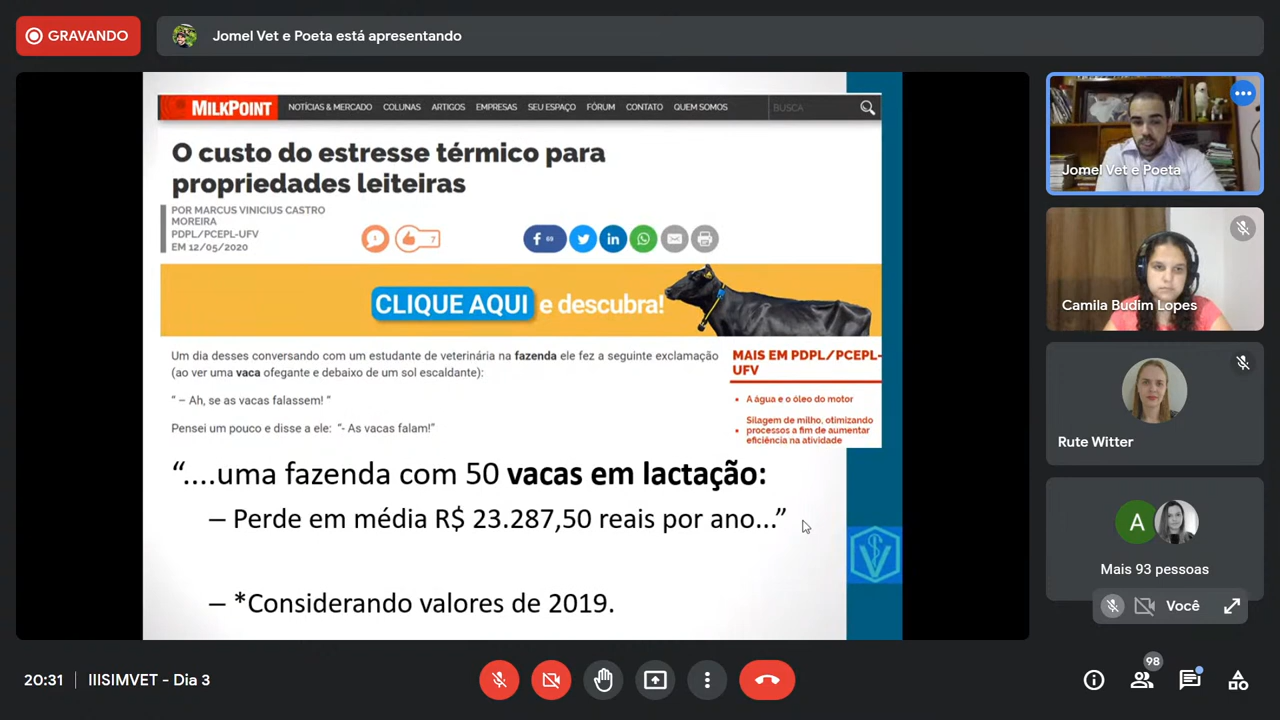 GRAVANDO
Jomel Vet e Poeta está apresentando
MILKPOINT
NOTÍCIAS & MERCADO COLUNAS ARTIGOS EMPRESAS SEU ESPAÇO FÓRUM CONTATO QUEM SOMOS BUSCA
O custo do estresse térmico para
propriedades leiteiras
POR MARCUS VINICIUS CASTRO
MOREIRA
PDPL/PCEPL-UFV
EM 12/05/2020
1
7
69
CLIQUE AQUI e descubra!
Um dia desses conversando com um estudante de veterinária na fazenda ele fez a seguinte exclamação
(ao ver uma vaca ofegante e debaixo de um sol escaldante):
“ – Ah, se as vacas falassem! “
Pensei um pouco e disse a ele: “- As vacas falam!”
MAIS EM PDPL/PCEPL-
UFV
• A água e o óleo do motor
Silagem de milho, otimizando
• processos a fim de aumentar
eficiência na atividade
“....uma fazenda com 50 vacas em lactação:
– Perde em média R$ 23.287,50 reais por ano...”
– *Considerando valores de 2019.
V
Jomel Vet e Poeta
Camila Budim Lopes
Rute Witter
A
Mais 93 pessoas
Você
20:31 IIISIMVET - Dia 3
98